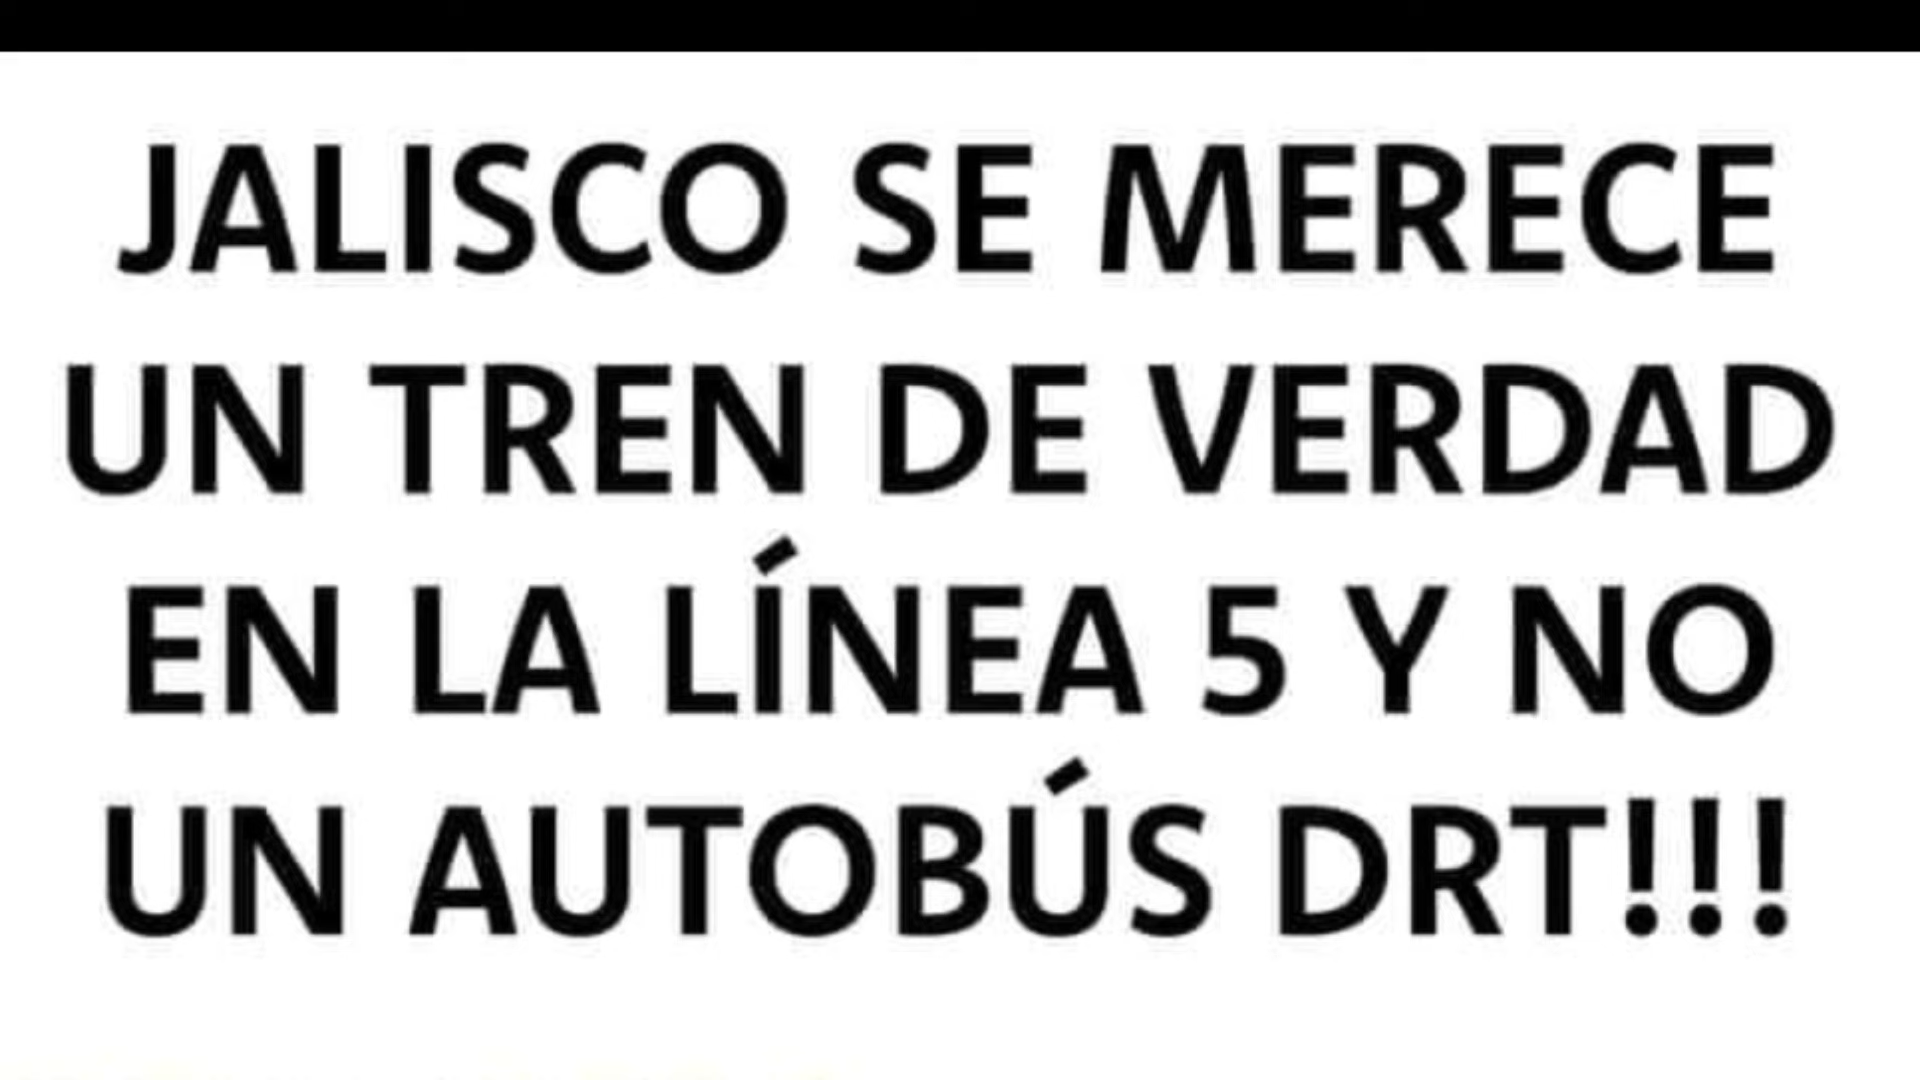 JALISCO SE MERECE
UN TREN DE VERDAD
EN LA LÍNEA 5 Y NO
UN AUTOBÚS DRT!!!